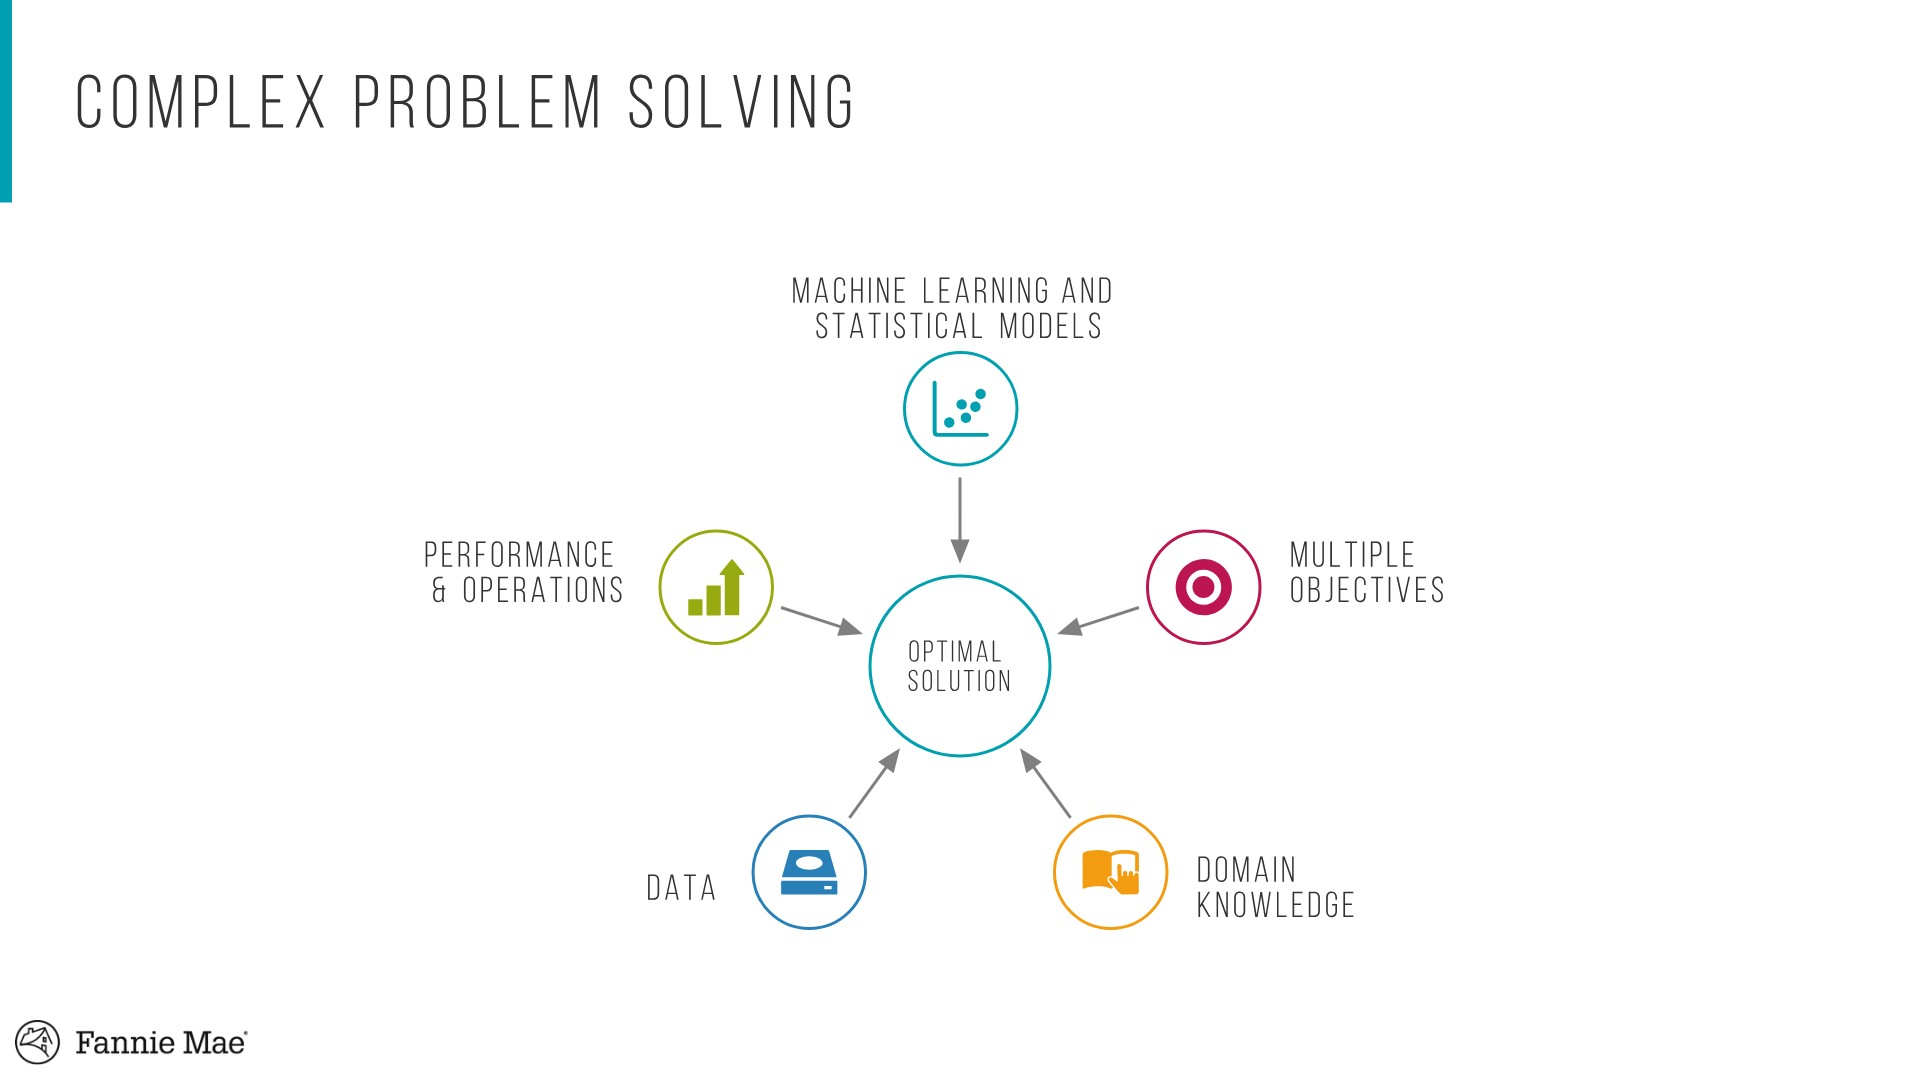 COMPLEX PROBLEM SOLVING
MACHINE LEARNING AND
STATISTICAL MODELS
PERFORMANCE
& OPERATIONS
MULTIPLE
OBJECTIVES
OPTIMAL
SOLUTION
DATA
DOMAIN
KNOWLEDGE
Fannie Mae